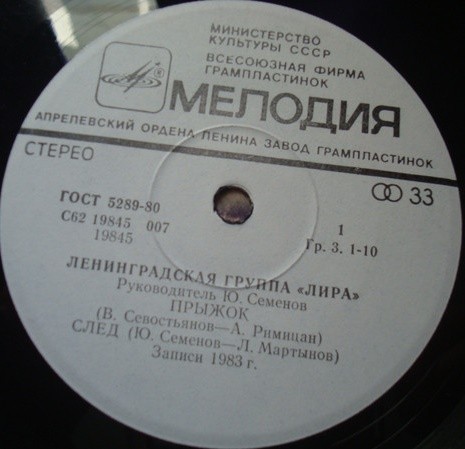 МИНИСТЕРСТВО
КУЛЬТУРЫ СССР
ВСЕСОЮЗНАЯ ФИРМА
ГРАМПЛАСТИНОК
МЕЛОДИЯ
АПРЕЛЕВСКИЙ ОРДЕНА ЛЕНИНА ЗАВОД ГРАМПЛАСТИНОК
СТЕРЕО
33
ГОСТ 5289-80
С62 19845 007
19845
1
Гр. 3. 1-10
ЛЕНИНГРАДСКАЯ ГРУППА «ЛИРА»
Руководитель Ю. Семенов
ПРЫЖОК
(В. Севостьянов—А. Римицан)
СЛЕД (Ю. Семенов—Л. Мартынов)
Записи 1983 г.